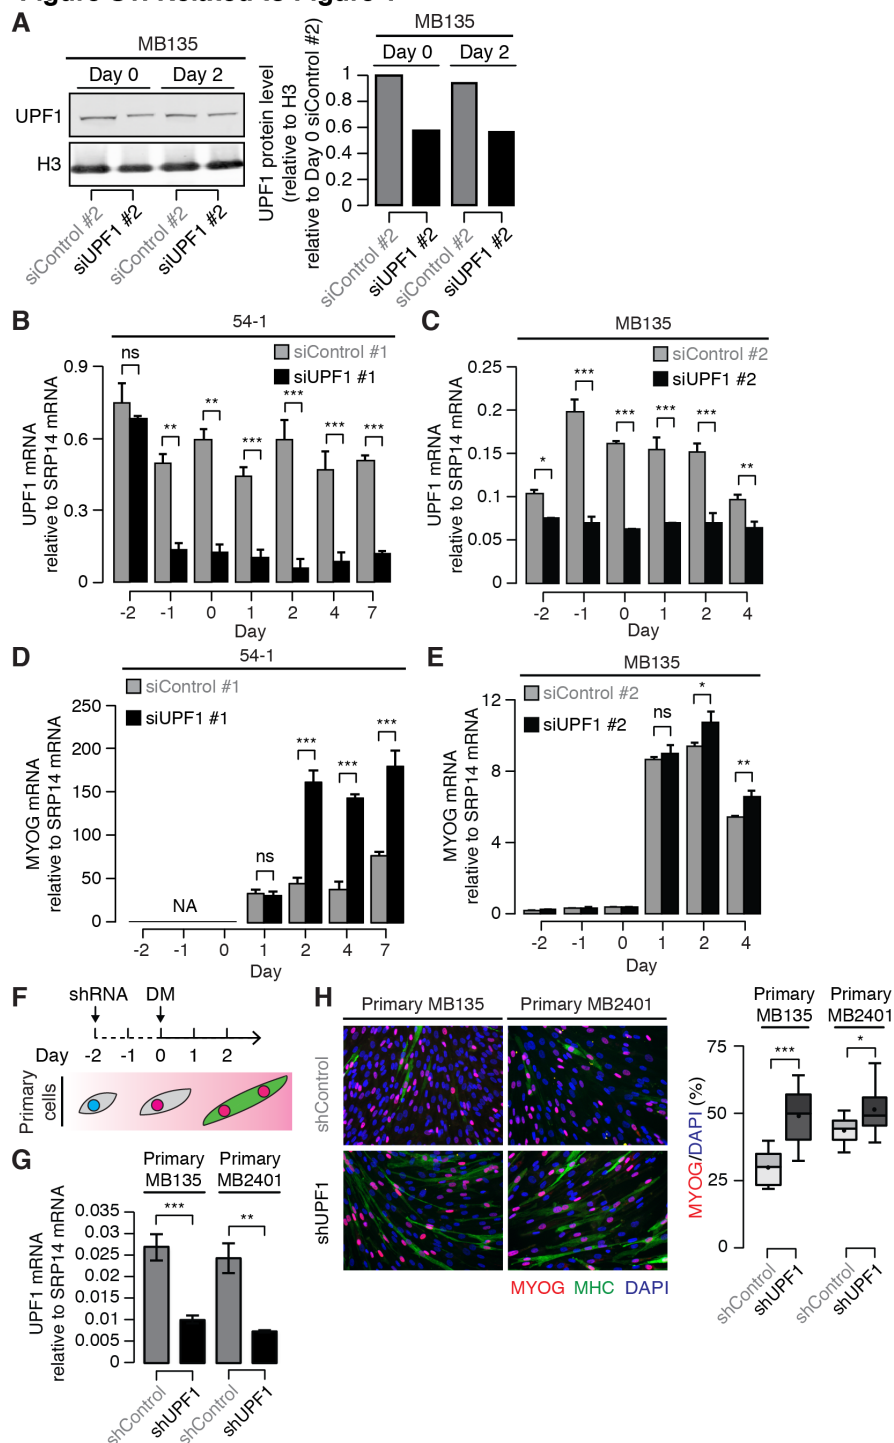 A
MB135
Day 0 Day 2
UPF1
H3
siControl #2
siUPF1 #2
siControl #2
siUPF1 #2
UPF1 protein level
(relative to H3
relative to Day 0 siControl #2)
MB135
Day 0 Day 2
1
0.8
0.6
0.4
0.2
0
siControl #2
siUPF1 #2
siControl #2
siUPF1 #2
B
54-1
siControl #1
siUPF1 #1
UPF1 mRNA
relative to SRP14 mRNA
0.9
0.6
0.3
0
ns ** ** *** *** *** ***
-2 -1 0 1 2 4 7
Day
C
MB135
siControl #2
siUPF1 #2
UPF1 mRNA
relative to SRP14 mRNA
0.25
0.2
0.15
0.1
0.05
0
* *** *** *** *** **
-2 -1 0 1 2 4
Day
D
54-1
siControl #1
siUPF1 #1
MYOG mRNA
relative to SRP14 mRNA
250
200
150
100
50
0
NA
ns *** *** ***
-2 -1 0 1 2 4 7
Day
E
MB135
siControl #2
siUPF1 #2
MYOG mRNA
relative to SRP14 mRNA
12
8
4
0
ns * **
-2 -1 0 1 2 4
Day
F
shRNA DM
Day -2 -1 0 1 2
Primary
cells
G
Primary
MB135
Primary
MB2401
UPF1 mRNA
relative to SRP14 mRNA
0.035
0.03
0.025
0.02
0.015
0.01
0.005
0
*** **
shControl
shUPF1
shControl
shUPF1
H
Primary MB135 Primary MB2401
shControl
shUPF1
MYOG MHC DAPI
Primary
MB135
Primary
MB2401
MYOG/DAPI (%)
75
50
25
0
*** *
shControl
shUPF1
shControl
shUPF1